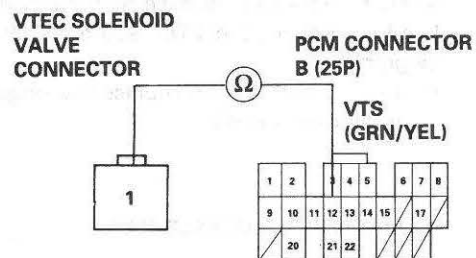 VTEC SOLENOID
VALVE
CONNECTOR
PCM CONNECTOR
B (25P)
Ω
VTS
(GRN/YEL)
1
1 2 3 4 5 6 7 8
9 10 11 12 13 14 15 17
20 21 22